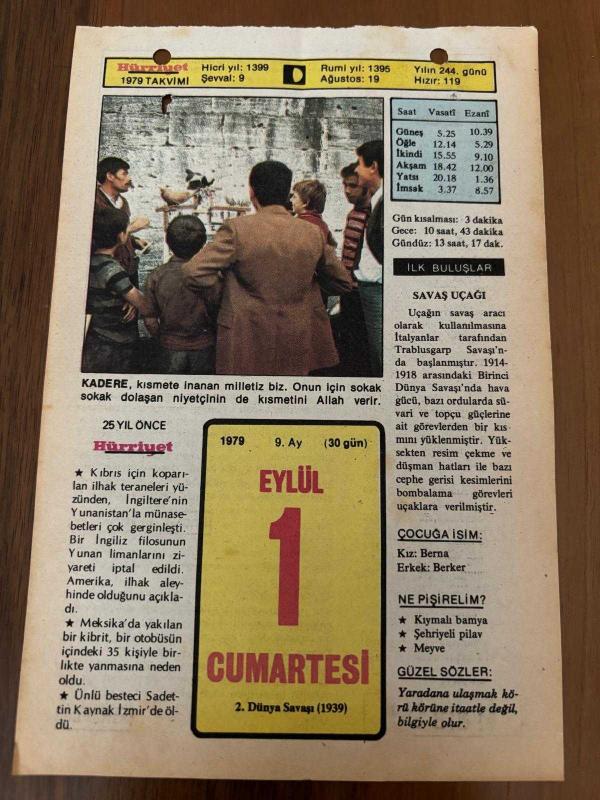 Hürriyet
1979 TAKVİMİ
Hicri yıl: 1399
Şevval: 9
Rumi yıl: 1395
Ağustos: 19
Yılın 244. günü
Hızır: 119
Saat Vasatî Ezanî
Güneş 5.25 10.39
Öğle 12.14 5.29
İkindi 15.55 9.10
Akşam 18.42 12.00
Yatsı 20.18 1.36
İmsâk 3.37 8.57
Gün kısalması: 3 dakika
Gece: 10 saat, 43 dakika
Gündüz: 13 saat, 17 dak.
İLK BULUŞLAR
SAVAŞ UÇAĞI
Uçağın savaş aracı
olarak kullanılmasına
İtalyanlar tarafından
Trablusgarp Savaşı'n-
da başlanmıştır. 1914-
1918 arasındaki Birinci
Dünya Savaşı'nda hava
gücü, bazı ordularda sü-
vari ve topçu güçlerine
ait görevlerden bir kıs-
mını yüklenmiştir. Yük-
sekten resim çekme ve
düşman hatları ile bazı
cephe gerisi kesimlerini
bombalama görevleri
uçaklara verilmiştir.
ÇOCUĞA İSİM:
Kız: Berna
Erkek: Berker
NE PİŞİRELİM?
★ Kıymalı bamya
★ Şehriyeli pilav
★ Meyve
GÜZEL SÖZLER:
Yaradana ulaşmak kö-
rü körüne itaatle değil,
bilgiyle olur.
KADERE, kısmete inanan milletiz biz. Onun için sokak
sokak dolaşan niyetçinin de kısmetini Allah verir.
25 YIL ÖNCE
Hürriyet
★ Kıbrıs için koparı-
lan ilhak teraneleri yü-
zünden, İngiltere'nin
Yunanistan'la münase-
betleri çok gerginleşti.
Bir İngiliz filosunun
Yunan limanlarını zi-
yareti iptal edildi.
Amerika, ilhak aley-
hinde olduğunu açıkla-
dı.
★ Meksika'da yakılan
bir kibrit, bir otobüsün
içindeki 35 kişiyle bir-
likte yanmasına neden
oldu.
★ Ünlü besteci Sadet-
tin Kaynak İzmir'de öl-
dü.
1979 9. Ay (30 gün)
EYLÜL
1
CUMARTESİ
2. Dünya Savaşı (1939)